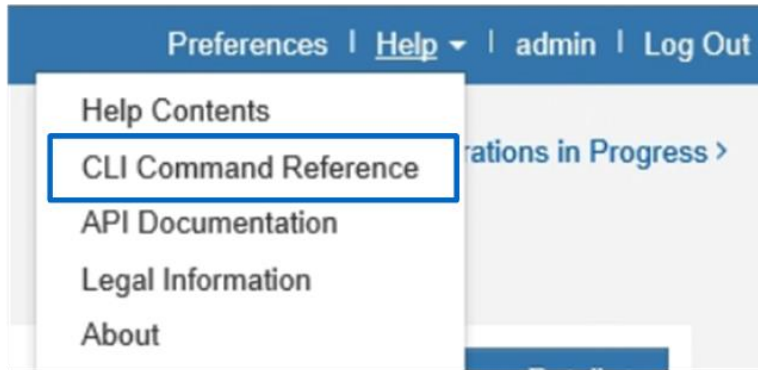 Preferences | Help ▾ | admin | Log Out
Help Contents
CLI Command Reference
rations in Progress >
API Documentation
Legal Information
About